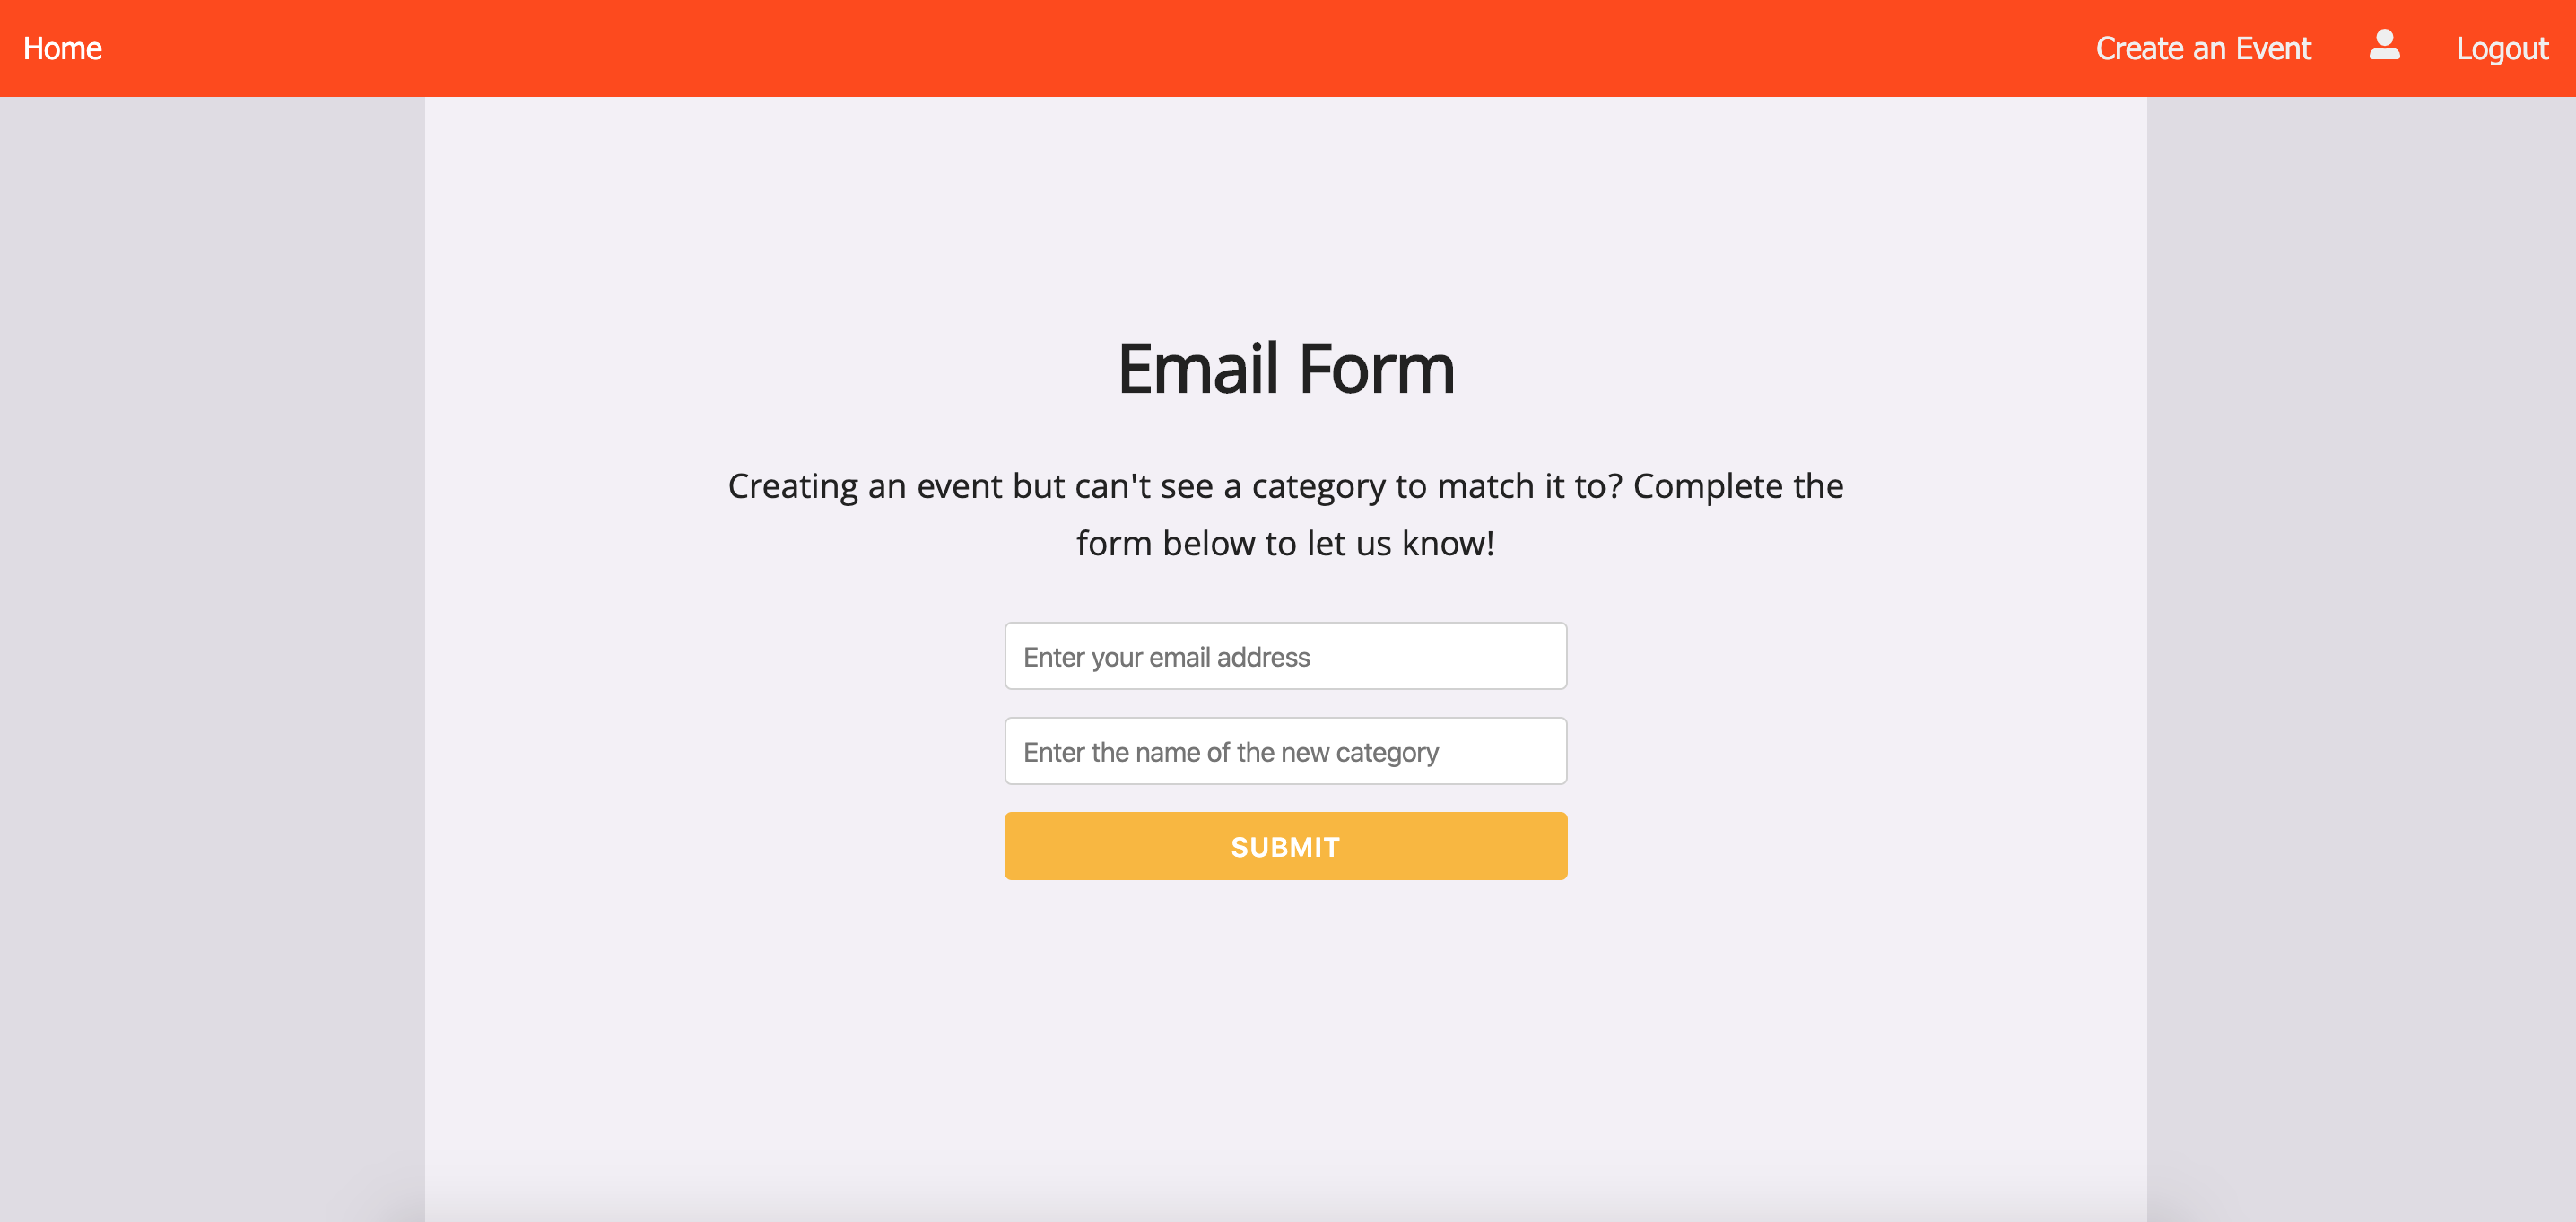 Home
Create an Event
Logout
Email Form
Creating an event but can't see a category to match it to? Complete the
form below to let us know!
Enter your email address
Enter the name of the new category
SUBMIT